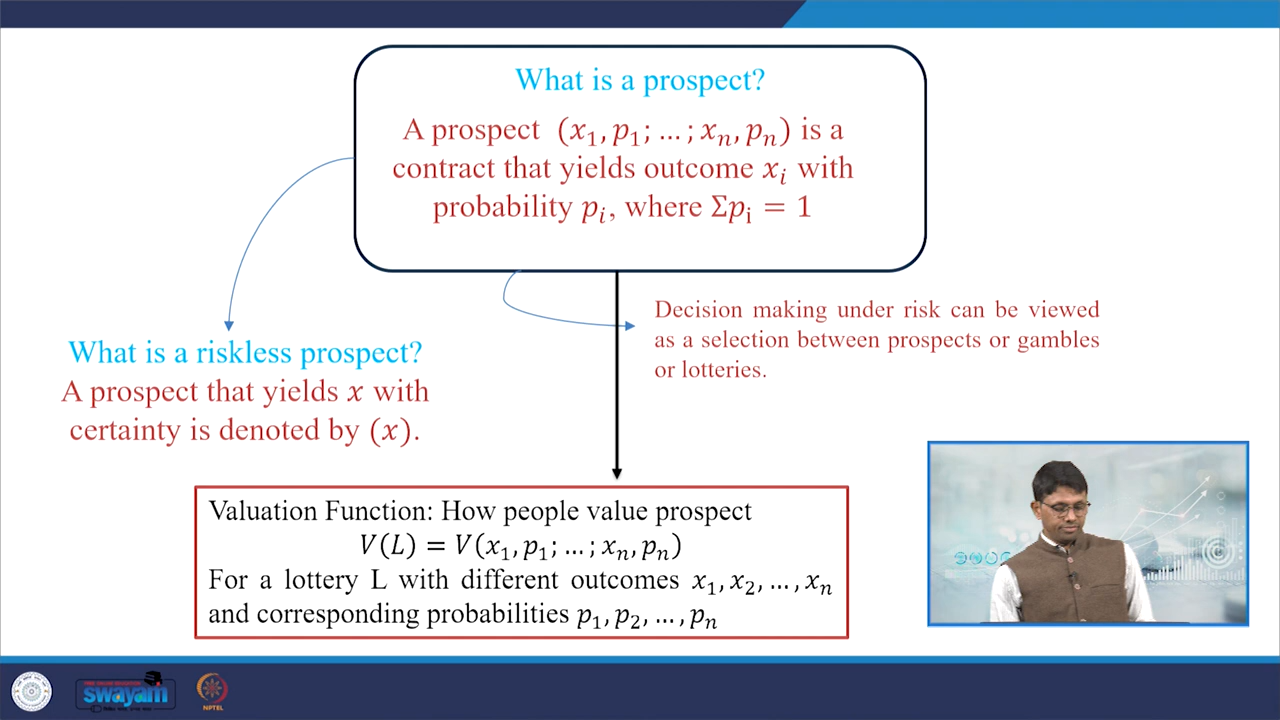 What is a prospect?
A prospect (x₁, p₁; … ; xₙ, pₙ) is a
contract that yields outcome xᵢ with
probability pᵢ, where Σpᵢ = 1
Decision making under risk can be viewed
as a selection between prospects or gambles
or lotteries.
What is a riskless prospect?
A prospect that yields x with
certainty is denoted by (x).
Valuation Function: How people value prospect
V(L) = V(x₁, p₁; … ; xₙ, pₙ)
For a lottery L with different outcomes x₁, x₂, … , xₙ
and corresponding probabilities p₁, p₂, … , pₙ
swayam
NPTEL